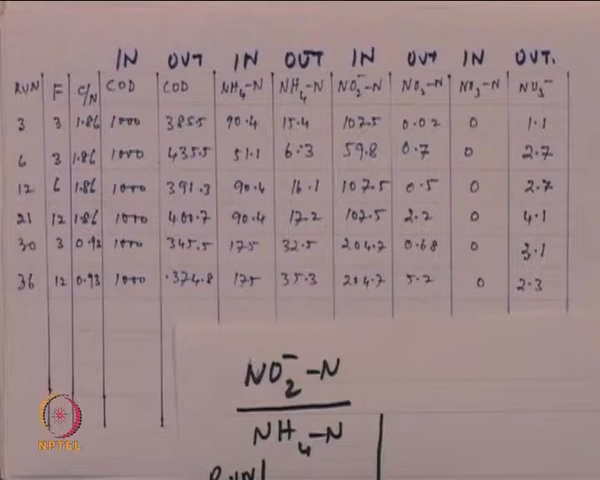 IN OUT IN OUT IN OUT IN OUT.
RUN F C/N COD COD NH4-N NH4-N NO2-N NO2-N NO3-N NO3-
3 3 1.86 1000 385.5 90.4 15.4 107.5 0.02 0 1.1
6 3 1.86 1000 435.5 51.1 6.3 59.8 0.7 0 2.7
12 6 1.86 1000 391.3 90.4 16.1 107.5 0.5 0 2.7
21 12 1.86 1000 400.7 90.4 17.2 107.5 2.2 0 4.1
30 3 0.92 1000 345.5 175 32.5 204.7 0.68 0 3.1
36 12 0.93 1000 374.8 175 35.3 204.7 5.2 0 2.3
NO2- -N
NH4-N
RUN
NPTEL